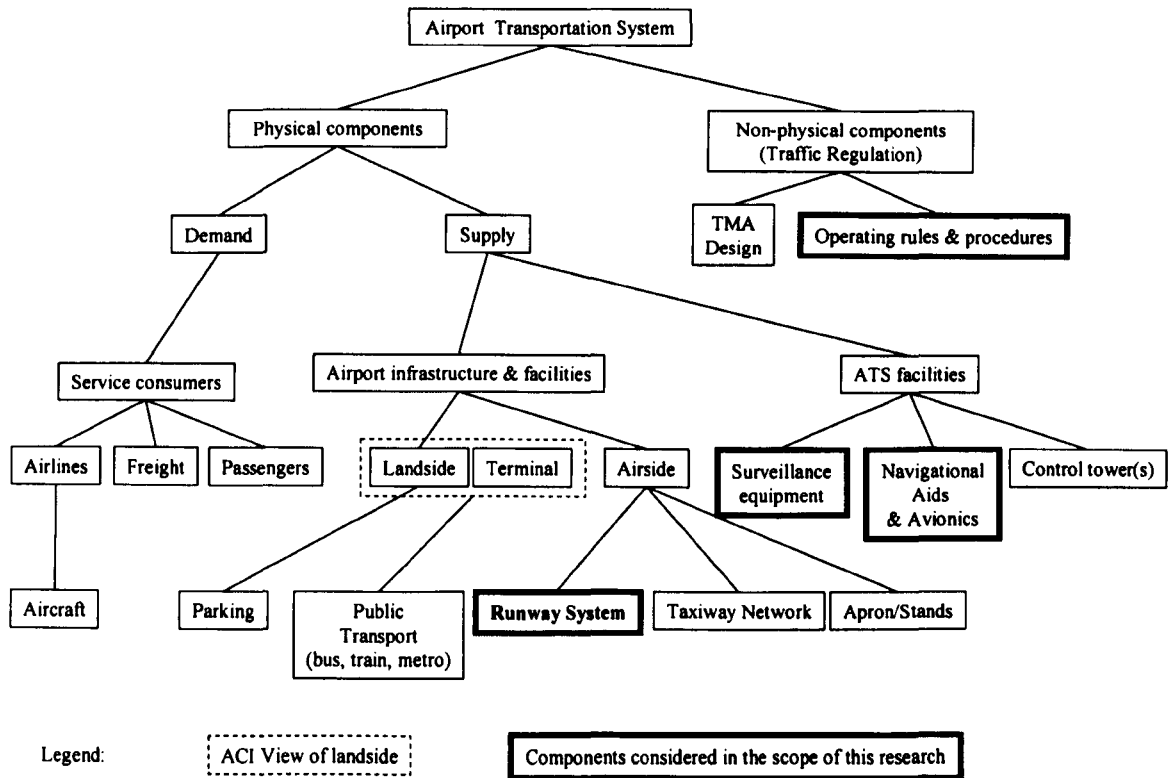 Airport Transportation System
Physical components
Non-physical components
(Traffic Regulation)
Demand
Supply
TMA
Design
Operating rules & procedures
Service consumers
Airport infrastructure & facilities
ATS facilities
Airlines
Freight
Passengers
Landside
Terminal
Airside
Surveillance
equipment
Navigational
Aids
& Avionics
Control tower(s)
Aircraft
Parking
Public
Transport
(bus, train, metro)
Runway System
Taxiway Network
Apron/Stands
Legend:
ACI View of landside
Components considered in the scope of this research